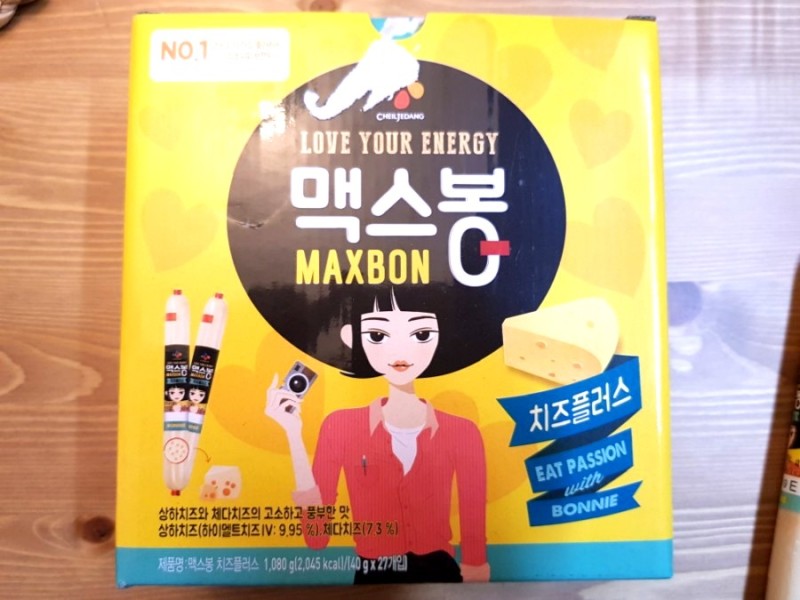 NO.1
CHEILJEDANG
LOVE YOUR ENERGY
맥스봉
MAXBON
맥스봉
MAXBON
치즈플러스
EAT PASSION
with
BONNIE
상하치즈와 체다치즈의 고소하고 풍부한 맛
상하치즈(하이멜트치즈IV: 9.95 %), 체다치즈(7.3 %)
제품명:맥스봉 치즈플러스 1,080 g(2,045 kcal)/(40 g x 27개입)